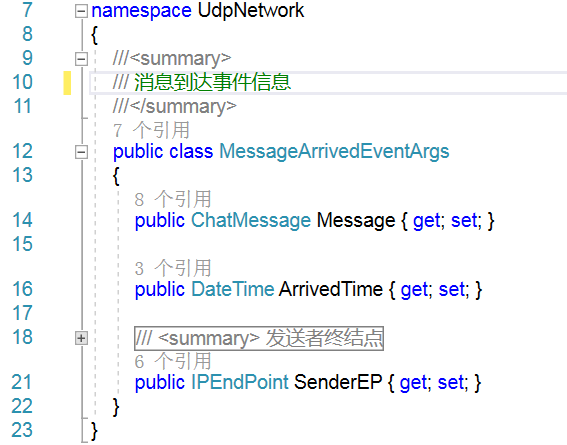 7 namespace UdpNetwork
8 {
9 ///<summary>
10 /// 消息到达事件信息
11 ///</summary>
7 个引用
12 public class MessageArrivedEventArgs
13 {
8 个引用
14 public ChatMessage Message { get; set; }
15
3 个引用
16 public DateTime ArrivedTime { get; set; }
17
18 /// <summary> 发送者终结点
6 个引用
21 public IPEndPoint SenderEP { get; set; }
22 }
23 }